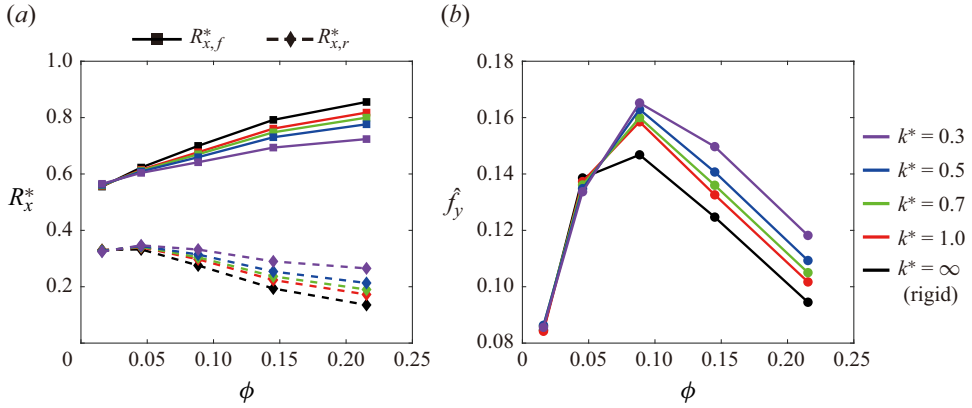 (a)
R*x,f
R*x,r
1.0
0.8
0.6
0.4
0.2
R*x
0
0.05
0.10
0.15
0.20
0.25
ϕ
(b)
0.18
0.16
0.14
0.12
0.10
0.08
f̂y
0
0.05
0.10
0.15
0.20
0.25
ϕ
k* = 0.3
k* = 0.5
k* = 0.7
k* = 1.0
k* = ∞
(rigid)